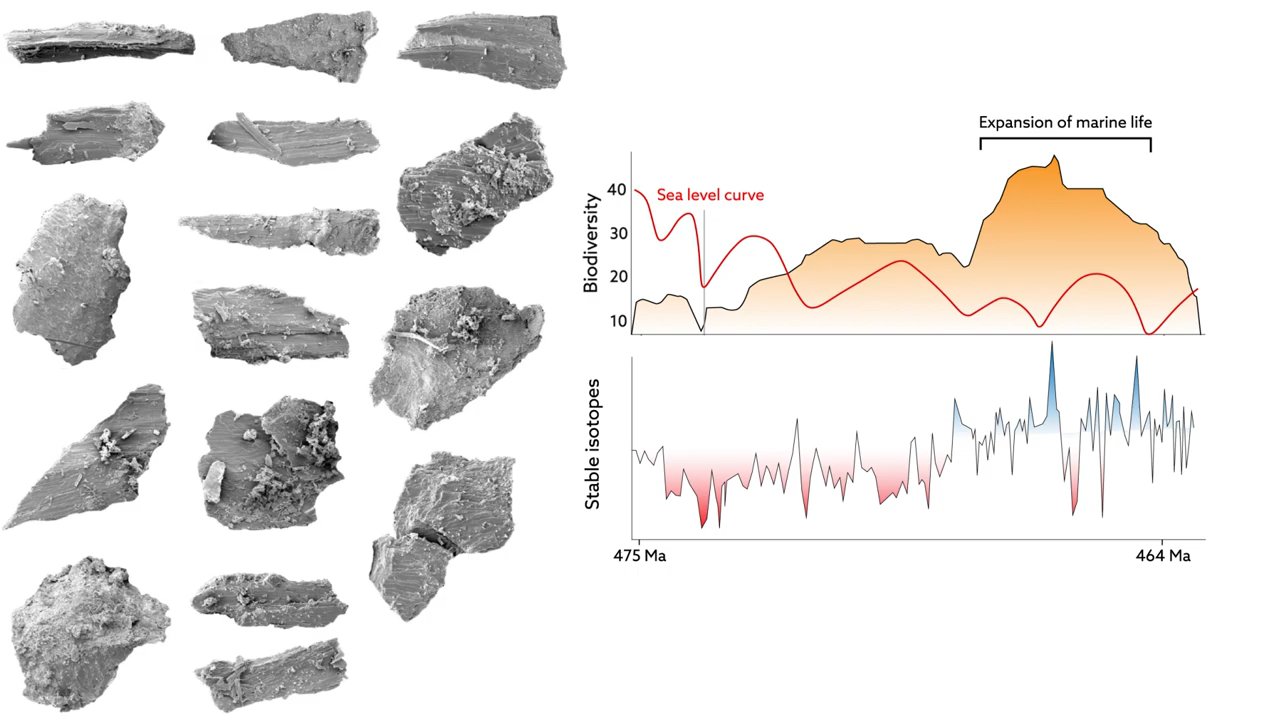 Expansion of marine life
Sea level curve
Biodiversity
40
30
20
10
Stable isotopes
475 Ma
464 Ma